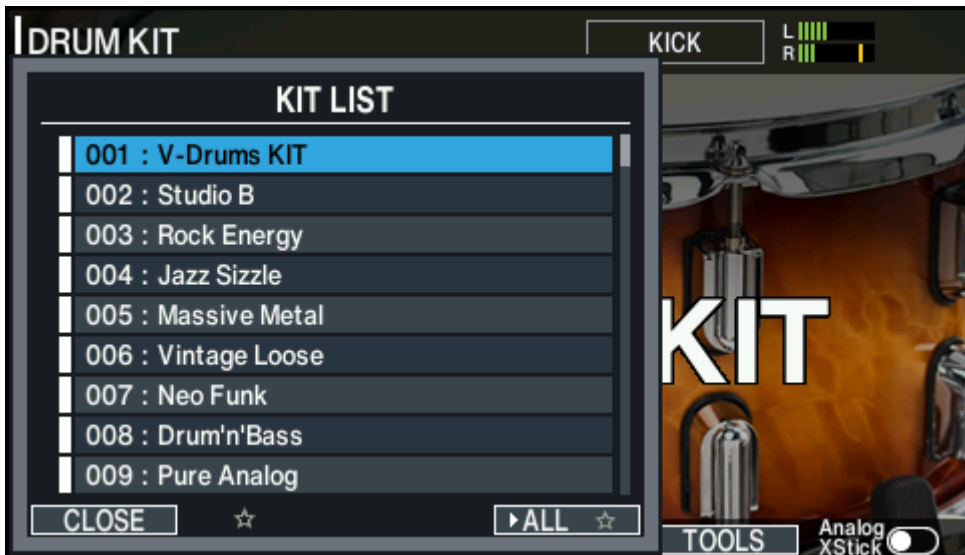 DRUM KIT
KICK
L
R
KIT LIST
001 : V-Drums KIT
002 : Studio B
003 : Rock Energy
004 : Jazz Sizzle
005 : Massive Metal
006 : Vintage Loose
007 : Neo Funk
008 : Drum'n'Bass
009 : Pure Analog
KIT
CLOSE ☆ ▸ALL ☆
TOOLS
Analog
XStick